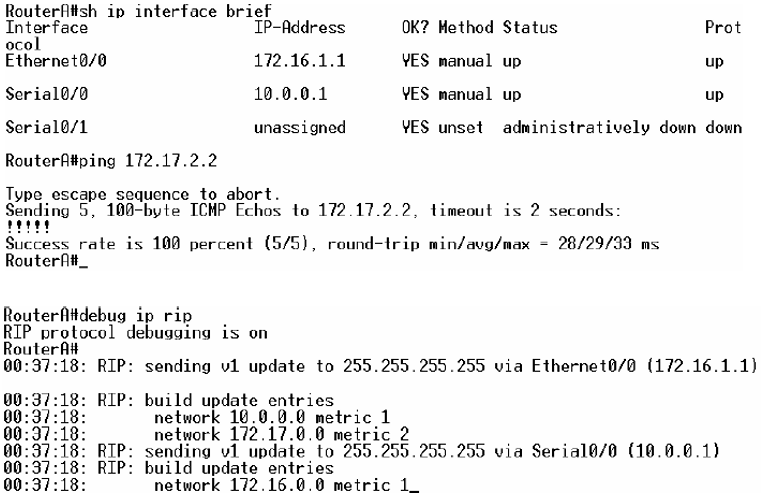 RouterA#sh ip interface brief
Interface IP-Address OK? Method Status Prot
ocol
Ethernet0/0 172.16.1.1 YES manual up up
Serial0/0 10.0.0.1 YES manual up up
Serial0/1 unassigned YES unset administratively down down
RouterA#ping 172.17.2.2
Type escape sequence to abort.
Sending 5, 100-byte ICMP Echos to 172.17.2.2, timeout is 2 seconds:
!!!!!
Success rate is 100 percent (5/5), round-trip min/avg/max = 28/29/33 ms
RouterA#_
RouterA#debug ip rip
RIP protocol debugging is on
RouterA#
00:37:18: RIP: sending v1 update to 255.255.255.255 via Ethernet0/0 (172.16.1.1)
00:37:18: RIP: build update entries
00:37:18: network 10.0.0.0 metric 1
00:37:18: network 172.17.0.0 metric 2
00:37:18: RIP: sending v1 update to 255.255.255.255 via Serial0/0 (10.0.0.1)
00:37:18: RIP: build update entries
00:37:18: network 172.16.0.0 metric 1_